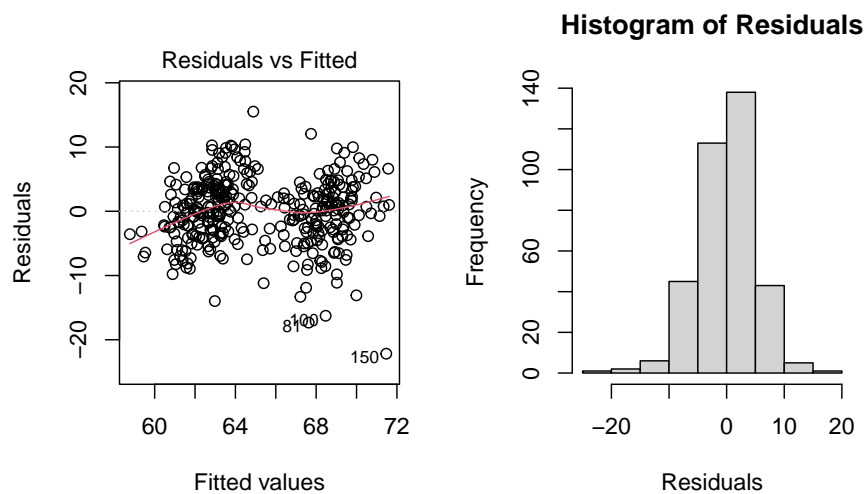 Residuals vs Fitted
20
10
0
−10
−20
Residuals
81
100
150
60 64 68 72
Fitted values
Histogram of Residuals
140
100
60
20
0
Frequency
−20 0 10 20
Residuals